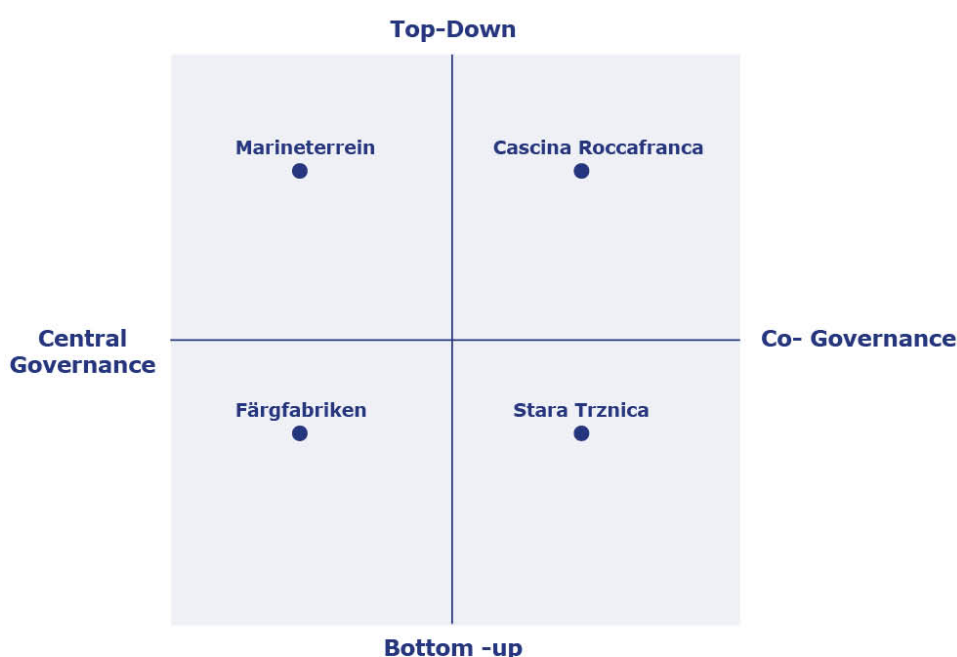 Top-Down
Marineterrein
Cascina Roccafranca
Central
Governance
Co- Governance
Färgfabriken
Stara Trznica
Bottom -up